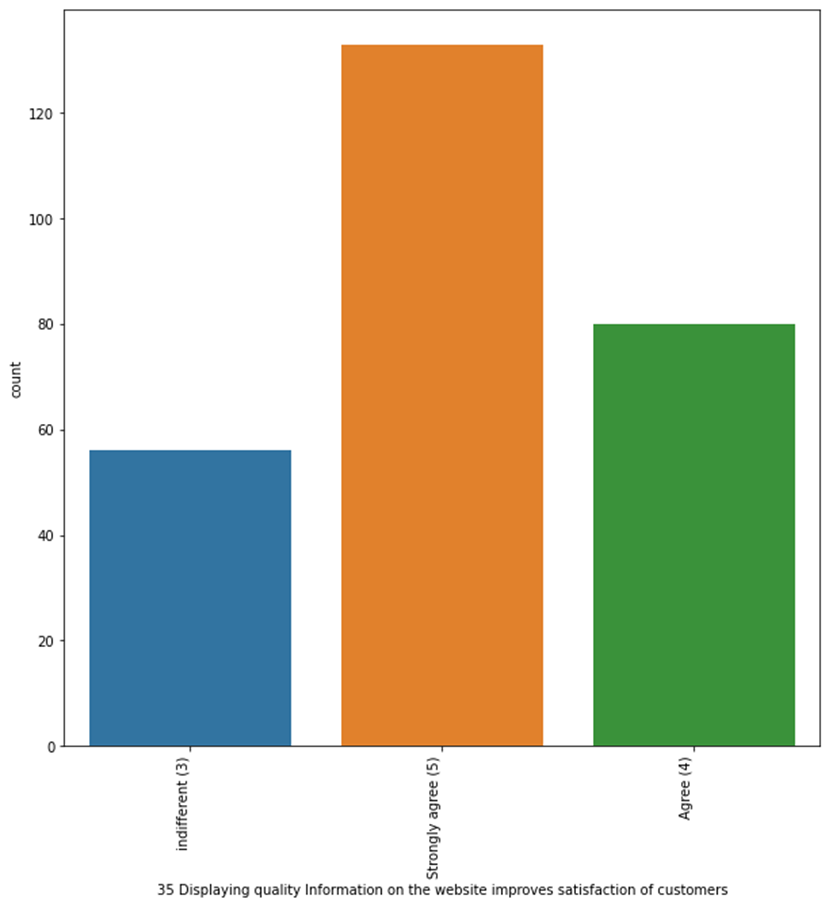 120
100
80
60
40
20
0
count
indifferent (3)
Strongly agree (5)
Agree (4)
35 Displaying quality Information on the website improves satisfaction of customers